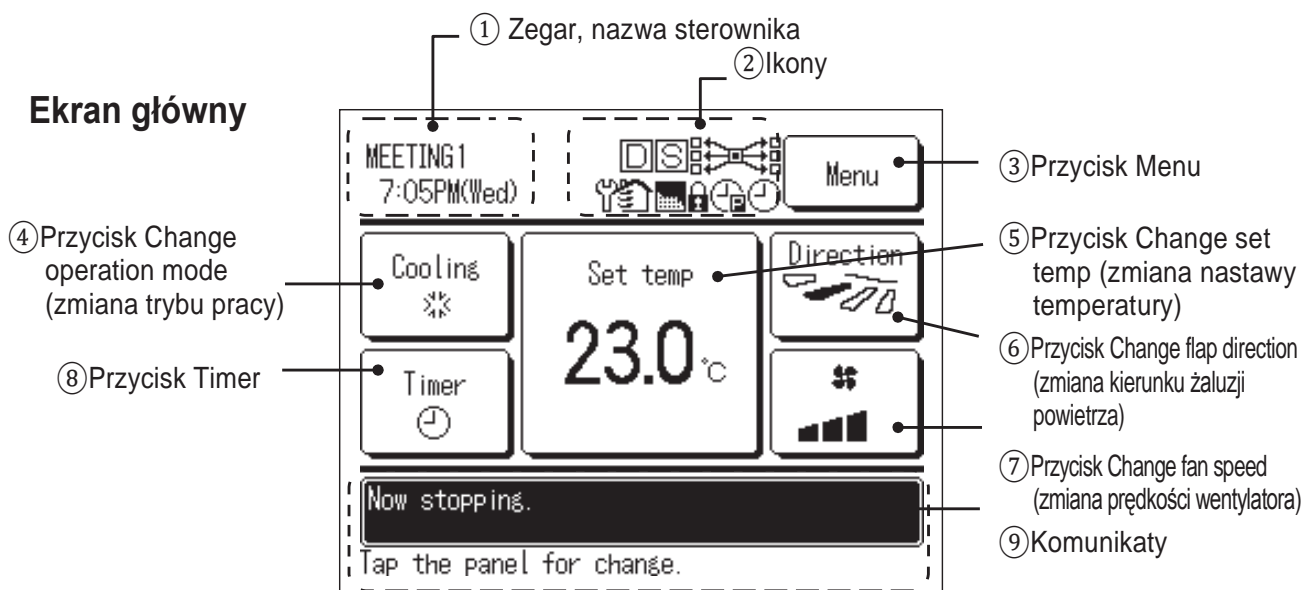 ① Zegar, nazwa sterownika
②Ikony
Ekran główny
MEETING1
7:05PM(Wed)
D S
Menu
③Przycisk Menu
④Przycisk Change
operation mode
(zmiana trybu pracy)
Cooling
Set temp
23.0°C
Direction
⑤Przycisk Change set
temp (zmiana nastawy
temperatury)
⑥Przycisk Change flap direction
(zmiana kierunku żaluzji
powietrza)
⑧Przycisk Timer
Timer
⑦Przycisk Change fan speed
(zmiana prędkości wentylatora)
Now stopping.
⑨Komunikaty
Tap the panel for change.